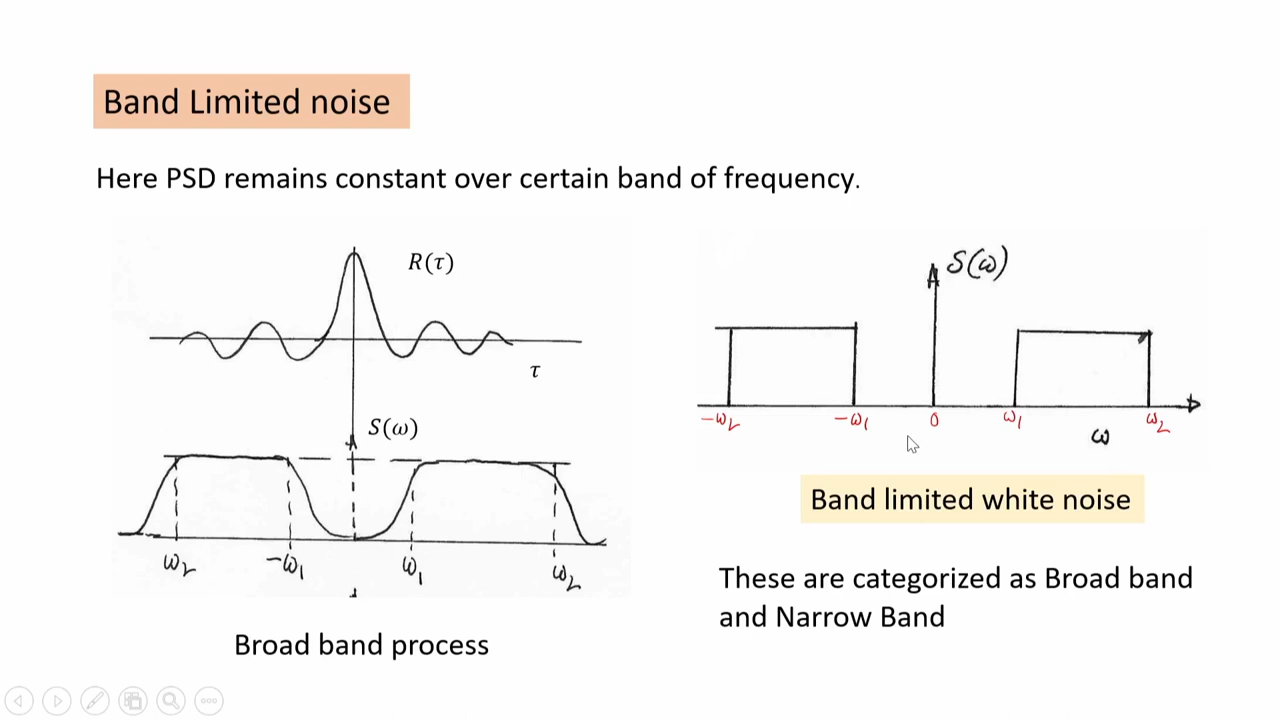 Band Limited noise
Here PSD remains constant over certain band of frequency.
R(τ)
τ
S(ω)
ω₂ -ω₁ ω₁ ω₂
Broad band process
S(ω)
-ω₂ -ω₁ 0 ω₁ ω₂
ω
Band limited white noise
These are categorized as Broad band
and Narrow Band